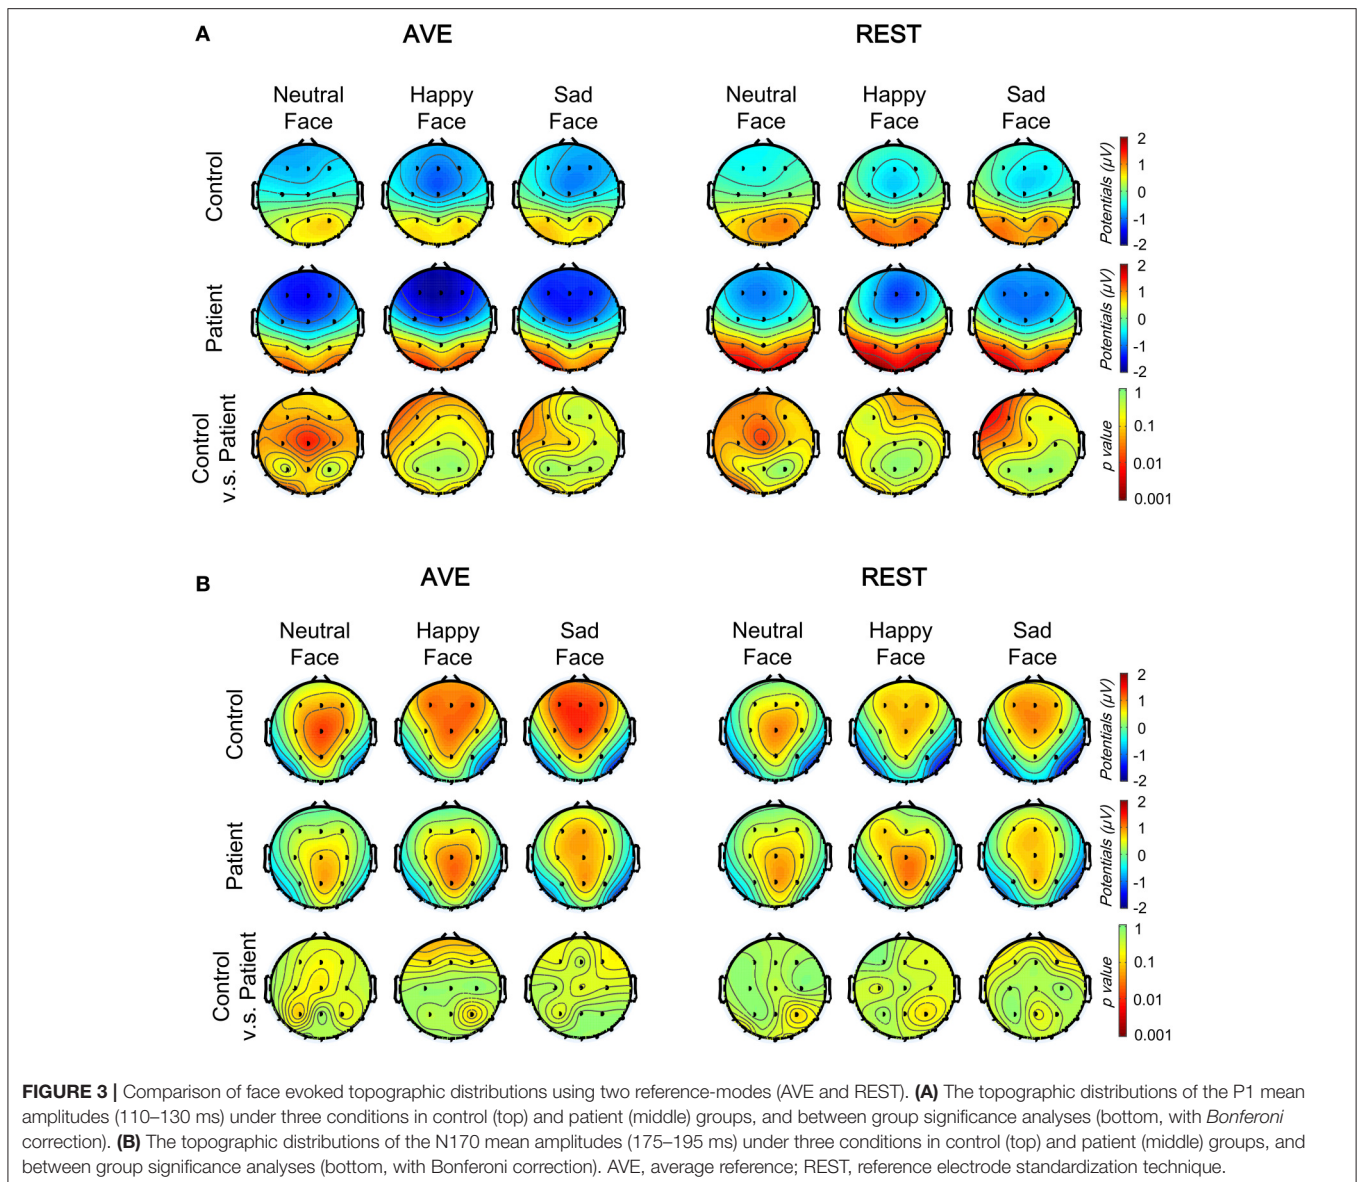 A
AVE
REST
Neutral
Face
Happy
Face
Sad
Face
Neutral
Face
Happy
Face
Sad
Face
Control
2
1
0
-1
-2
Potentials (μV)
Patient
2
1
0
-1
-2
Potentials (μV)
Control
v.s. Patient
1
0.1
0.01
0.001
p value
B
AVE
REST
Neutral
Face
Happy
Face
Sad
Face
Neutral
Face
Happy
Face
Sad
Face
Control
2
1
0
-1
-2
Potentials (μV)
Patient
2
1
0
-1
-2
Potentials (μV)
Control
v.s. Patient
1
0.1
0.01
0.001
p value
FIGURE 3 | Comparison of face evoked topographic distributions using two reference-modes (AVE and REST). (A) The topographic distributions of the P1 mean
amplitudes (110–130 ms) under three conditions in control (top) and patient (middle) groups, and between group significance analyses (bottom, with Bonferoni
correction). (B) The topographic distributions of the N170 mean amplitudes (175–195 ms) under three conditions in control (top) and patient (middle) groups, and
between group significance analyses (bottom, with Bonferoni correction). AVE, average reference; REST, reference electrode standardization technique.